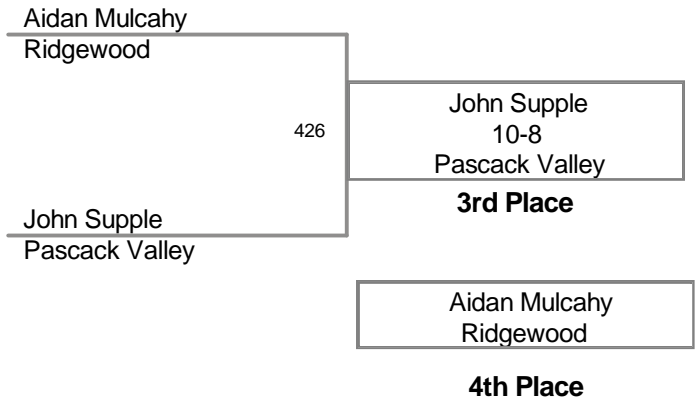 Aidan Mulcahy
Ridgewood
426
John Supple
10-8
Pascack Valley
3rd Place
John Supple
Pascack Valley
Aidan Mulcahy
Ridgewood
4th Place